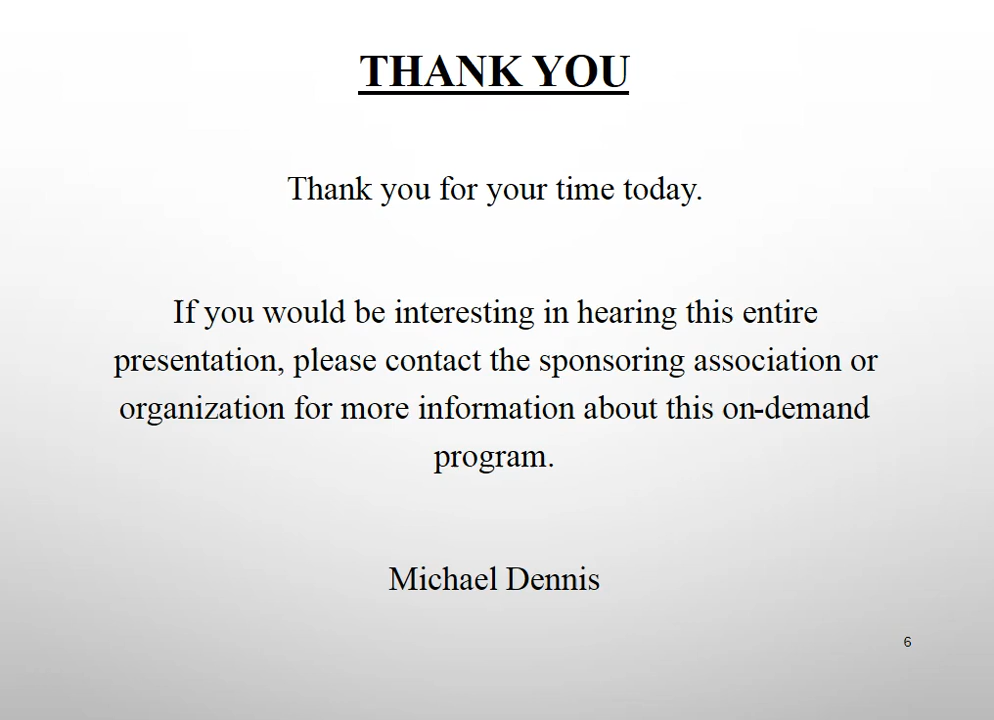 THANK YOU
Thank you for your time today.
If you would be interesting in hearing this entire
presentation, please contact the sponsoring association or
organization for more information about this on-demand
program.
Michael Dennis
6